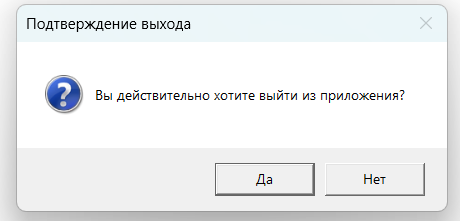 Подтверждение выхода
Вы действительно хотите выйти из приложения?
Да
Нет